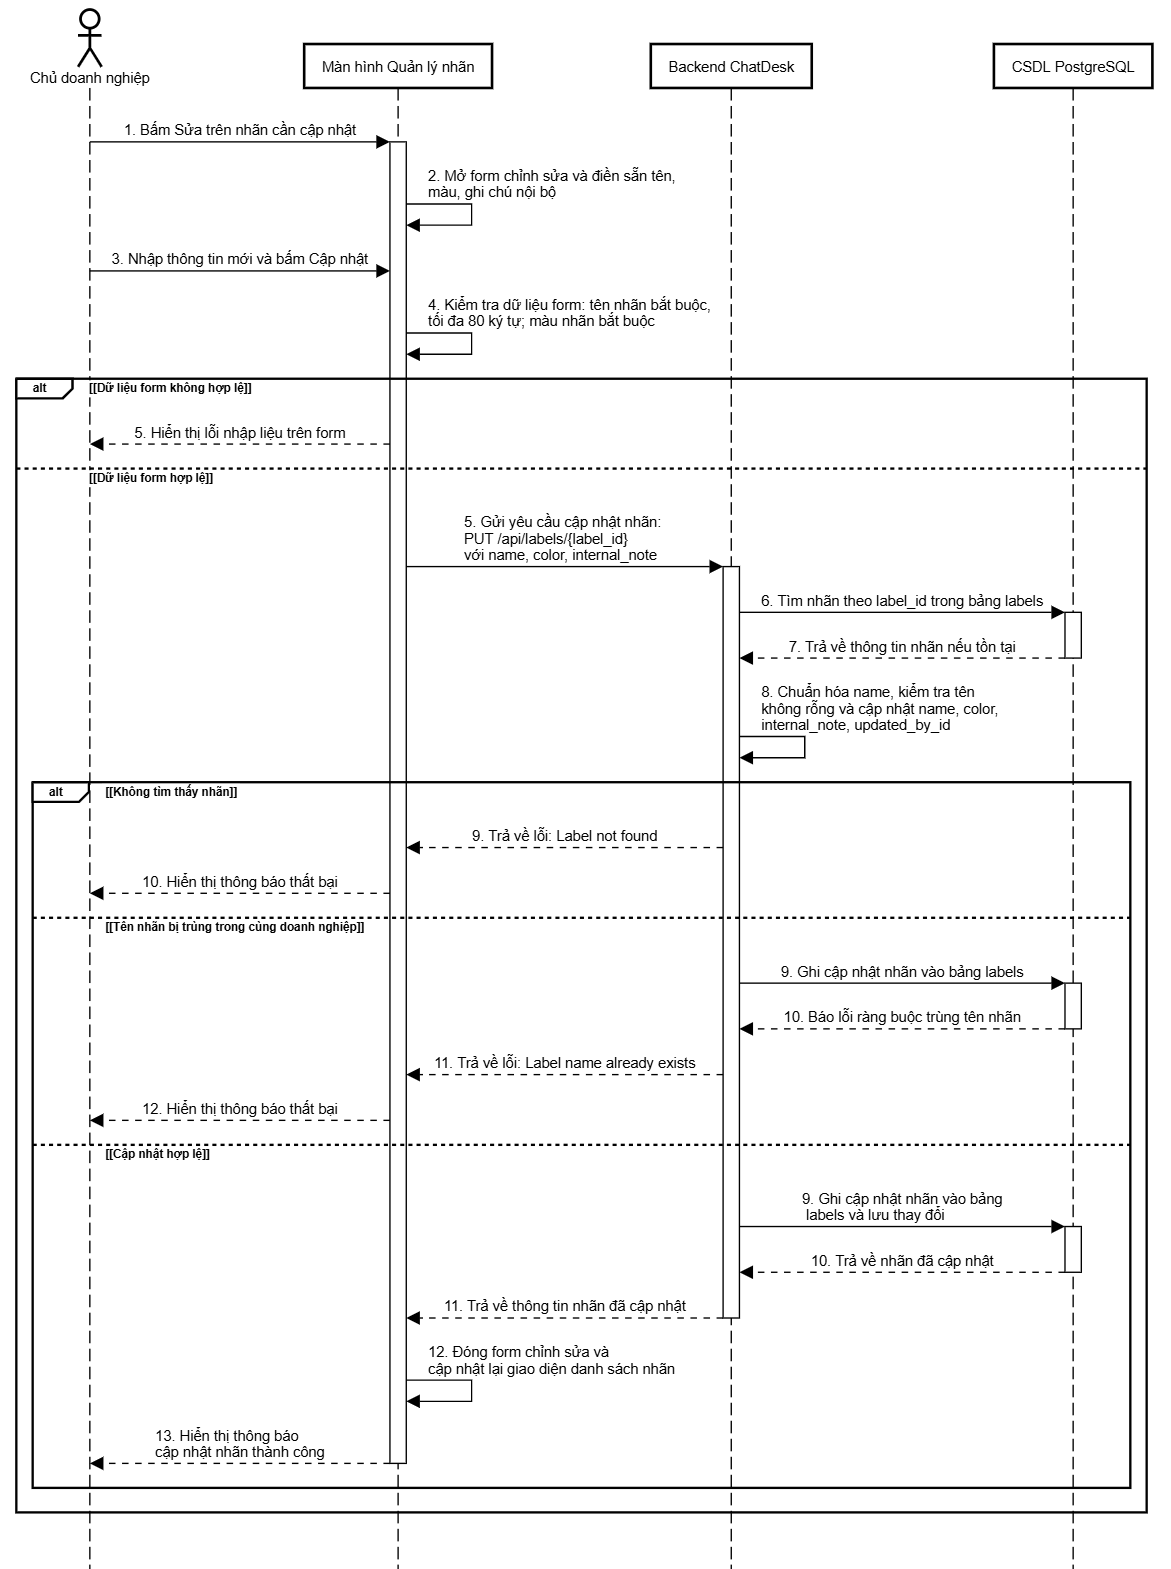 Chủ doanh nghiệp
Màn hình Quản lý nhãn
Backend ChatDesk
CSDL PostgreSQL
1. Bấm Sửa trên nhãn cần cập nhật
2. Mở form chỉnh sửa và điền sẵn tên,
màu, ghi chú nội bộ
3. Nhập thông tin mới và bấm Cập nhật
4. Kiểm tra dữ liệu form: tên nhãn bắt buộc,
tối đa 80 ký tự; màu nhãn bắt buộc
alt
[[Dữ liệu form không hợp lệ]]
5. Hiển thị lỗi nhập liệu trên form
[[Dữ liệu form hợp lệ]]
5. Gửi yêu cầu cập nhật nhãn:
PUT /api/labels/{label_id}
với name, color, internal_note
6. Tìm nhãn theo label_id trong bảng labels
7. Trả về thông tin nhãn nếu tồn tại
8. Chuẩn hóa name, kiểm tra tên
không rỗng và cập nhật name, color,
internal_note, updated_by_id
alt
[[Không tìm thấy nhãn]]
9. Trả về lỗi: Label not found
10. Hiển thị thông báo thất bại
[[Tên nhãn bị trùng trong cùng doanh nghiệp]]
9. Ghi cập nhật nhãn vào bảng labels
10. Báo lỗi ràng buộc trùng tên nhãn
11. Trả về lỗi: Label name already exists
12. Hiển thị thông báo thất bại
[[Cập nhật hợp lệ]]
9. Ghi cập nhật nhãn vào bảng
labels và lưu thay đổi
10. Trả về nhãn đã cập nhật
11. Trả về thông tin nhãn đã cập nhật
12. Đóng form chỉnh sửa và
cập nhật lại giao diện danh sách nhãn
13. Hiển thị thông báo
cập nhật nhãn thành công